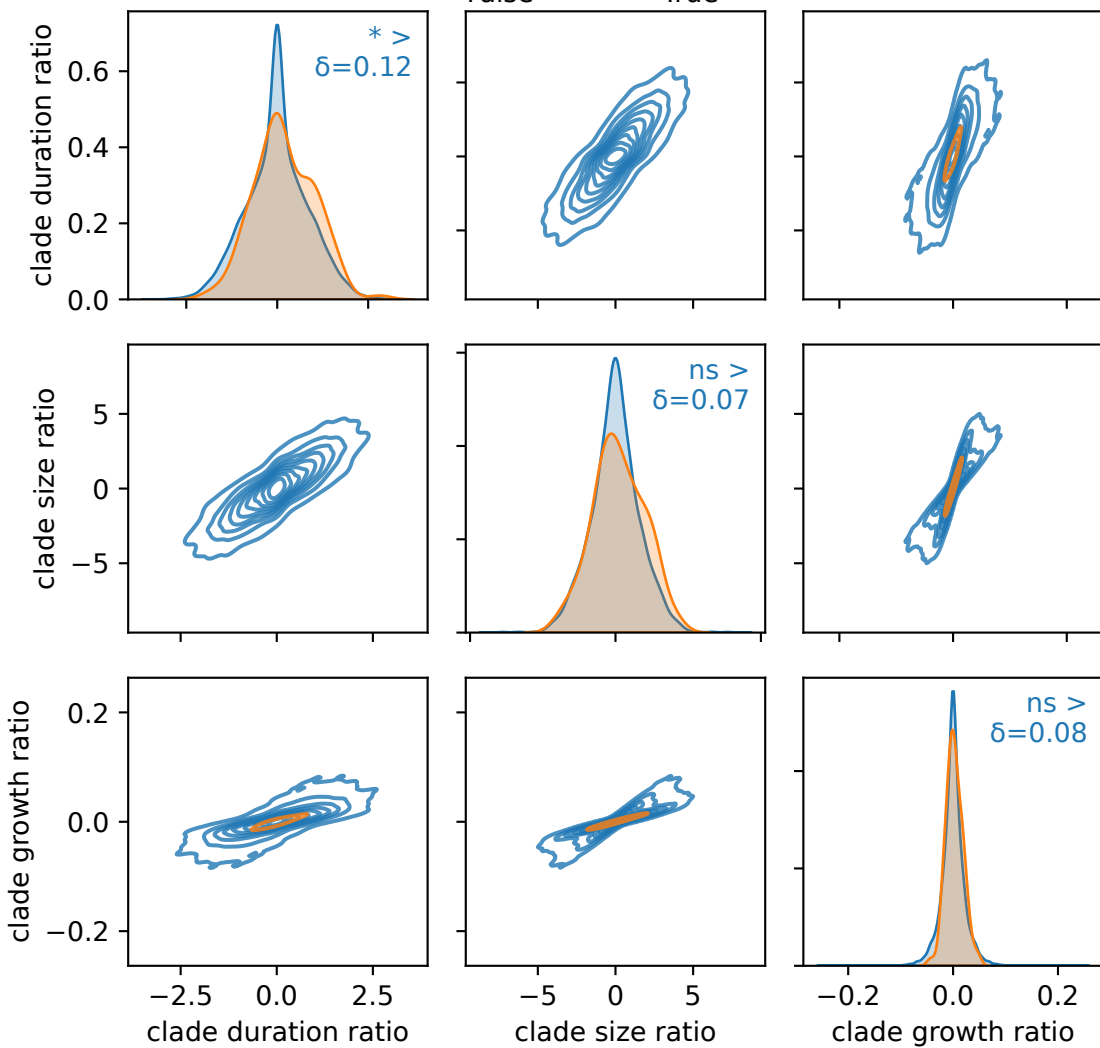 clade duration ratio
0.6
0.4
0.2
0.0
* >
δ=0.12
clade size ratio
5
0
−5
ns >
δ=0.07
clade growth ratio
0.2
0.0
−0.2
ns >
δ=0.08
−2.5 0.0 2.5
−5 0 5
−0.2 0.0 0.2
clade duration ratio
clade size ratio
clade growth ratio